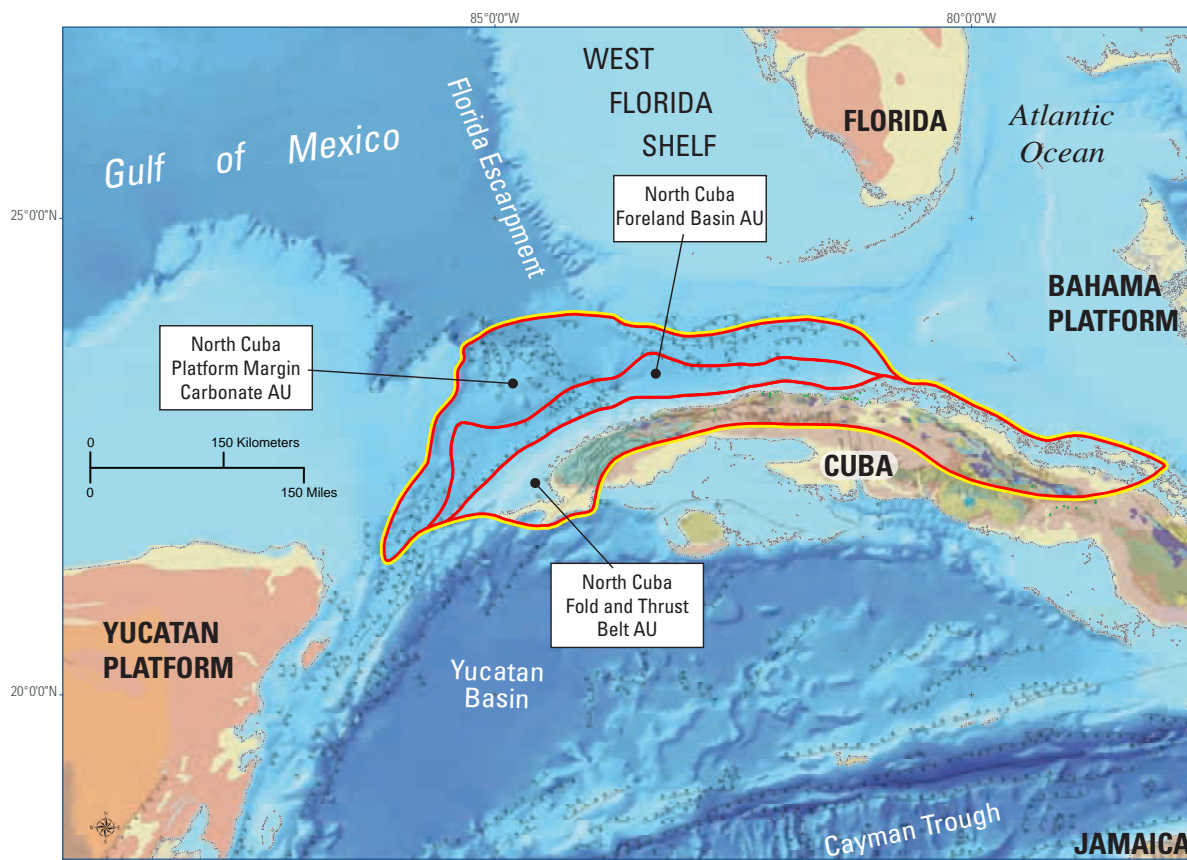 85°0'0"W
80°0'0"W
WEST
FLORIDA
SHELF
FLORIDA
Atlantic
Ocean
Gulf of Mexico
Florida Escarpment
North Cuba
Foreland Basin AU
25°0'0"N
BAHAMA
PLATFORM
North Cuba
Platform Margin
Carbonate AU
0 150 Kilometers
0 150 Miles
CUBA
North Cuba
Fold and Thrust
Belt AU
YUCATAN
PLATFORM
Yucatan
Basin
20°0'0"N
Cayman Trough
JAMAICA